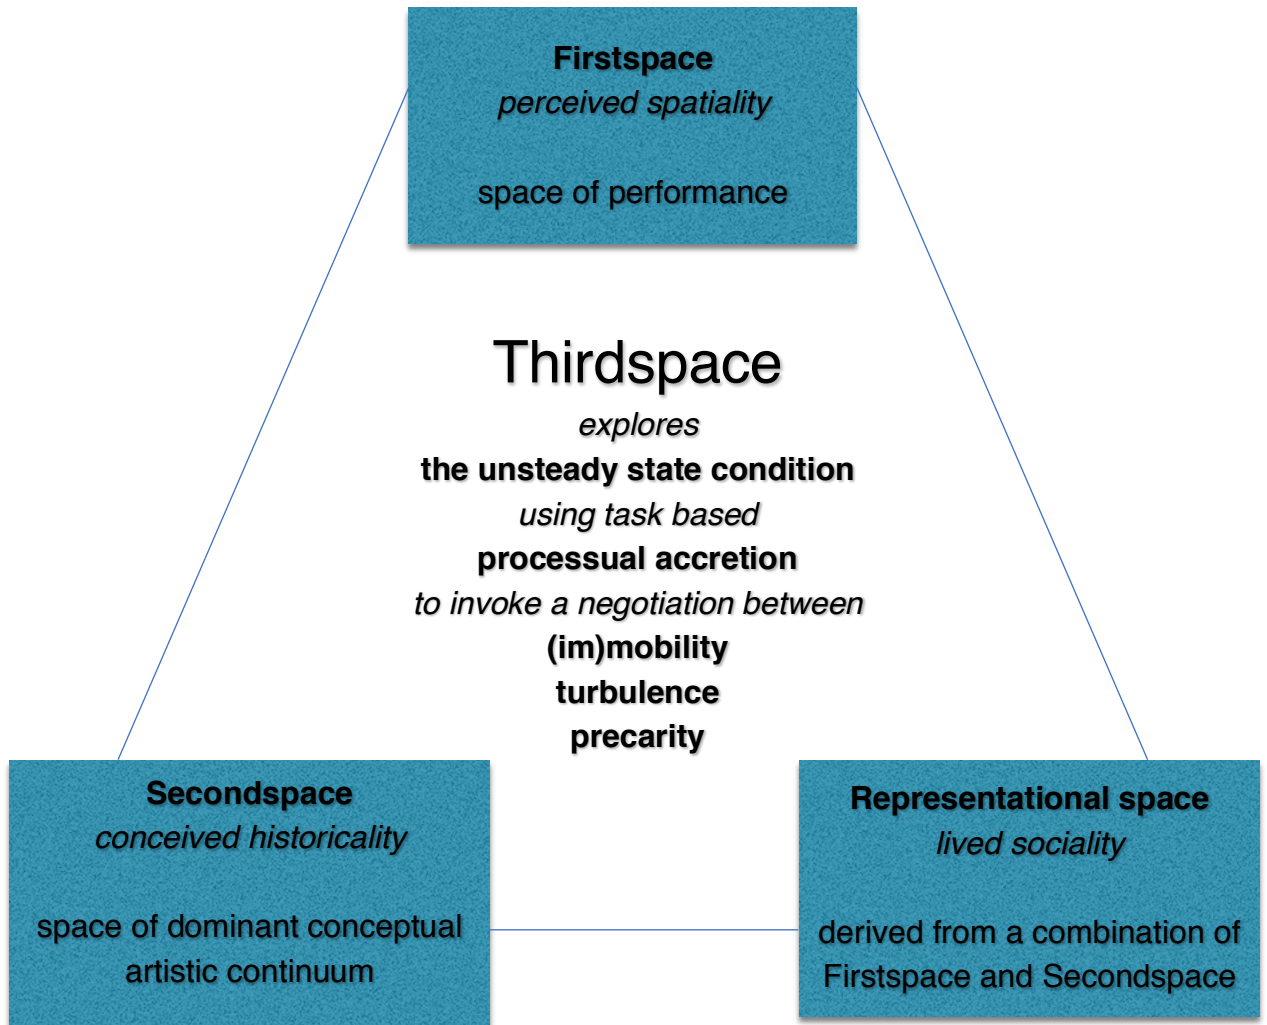 Firstspace
perceived spatiality
space of performance
Thirdspace
explores
the unsteady state condition
using task based
processual accretion
to invoke a negotiation between
(im)mobility
turbulence
precarity
Secondspace
conceived historicality
space of dominant conceptual
artistic continuum
Representational space
lived sociality
derived from a combination of
Firstspace and Secondspace